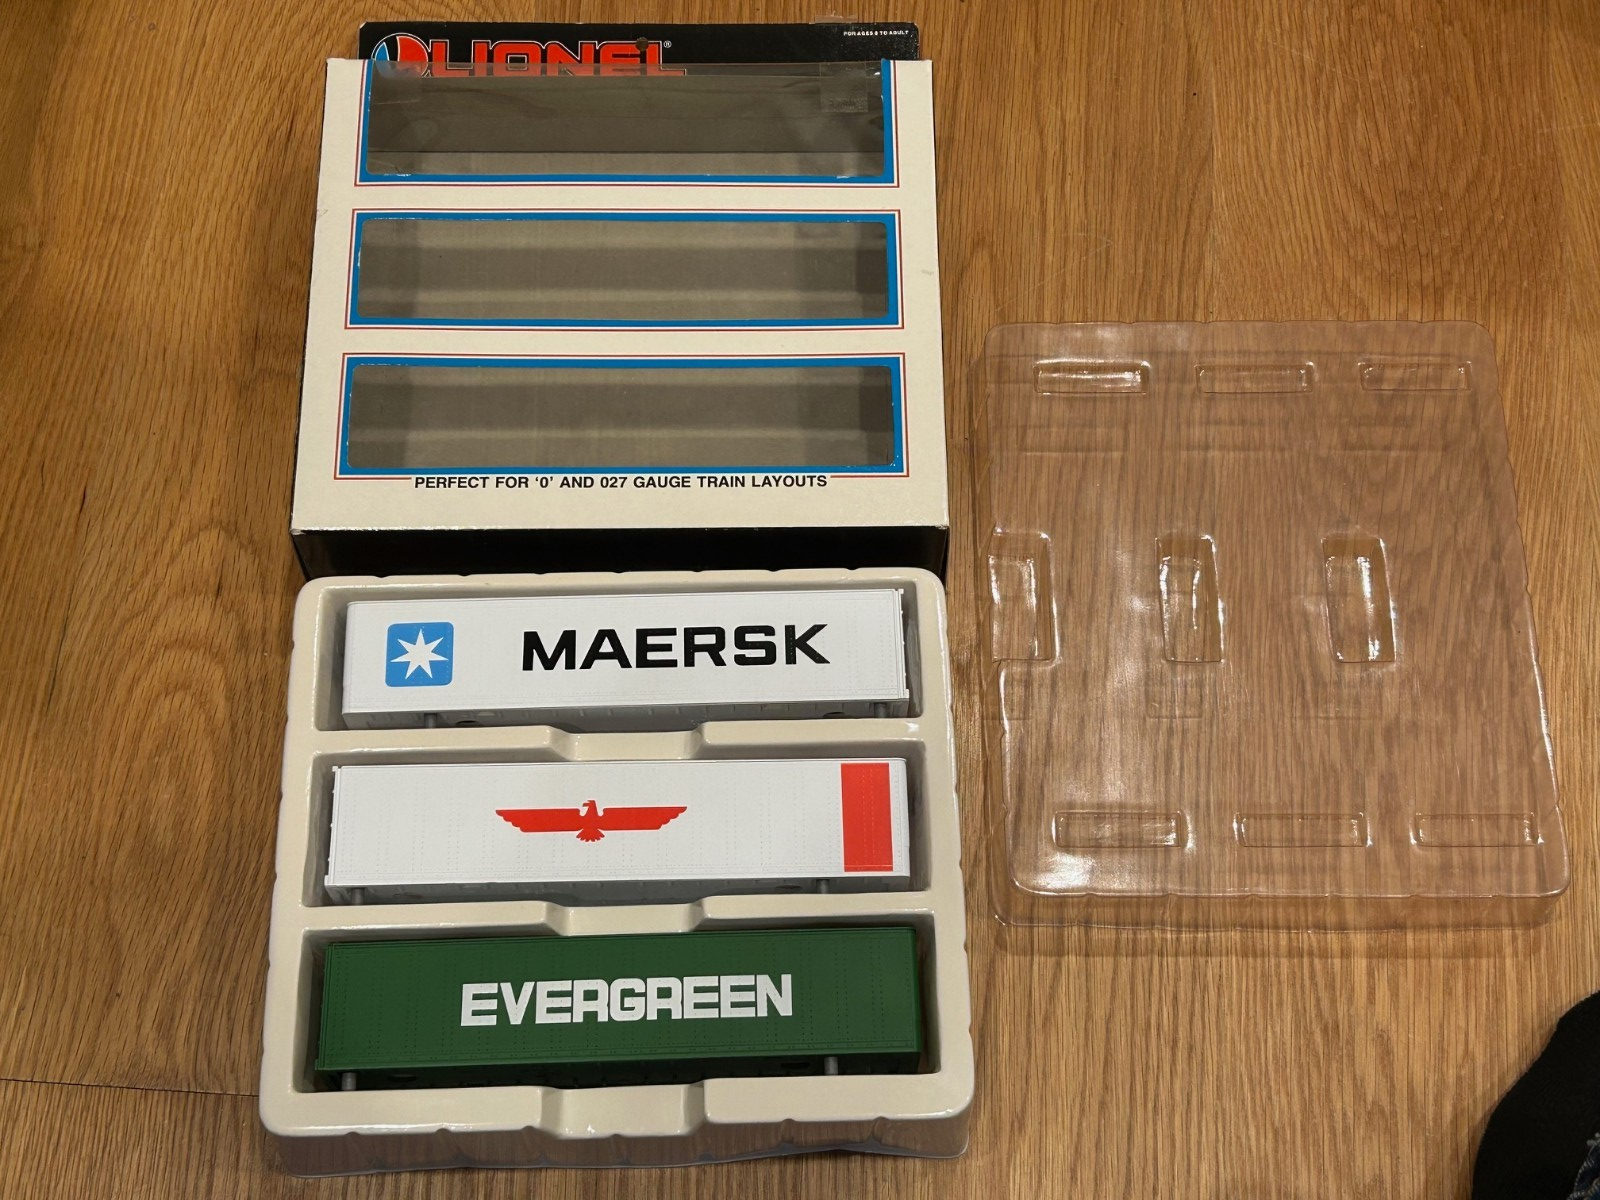 FOR AGES 8 TO ADULT
LIONEL®
PERFECT FOR ‘0’ AND 027 GAUGE TRAIN LAYOUTS
MAERSK
EVERGREEN